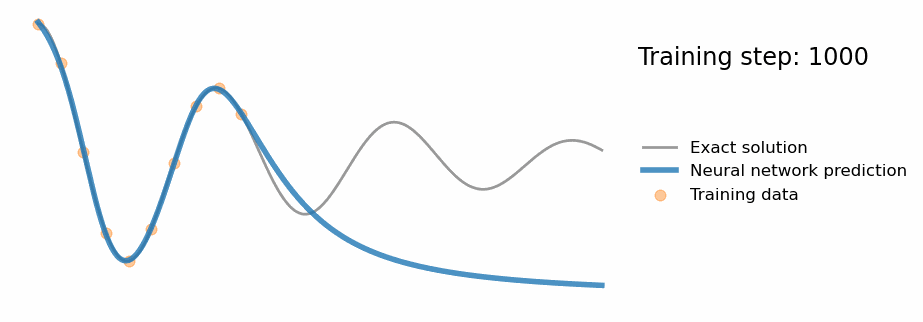 Training step: 1000
Exact solution
Neural network prediction
Training data